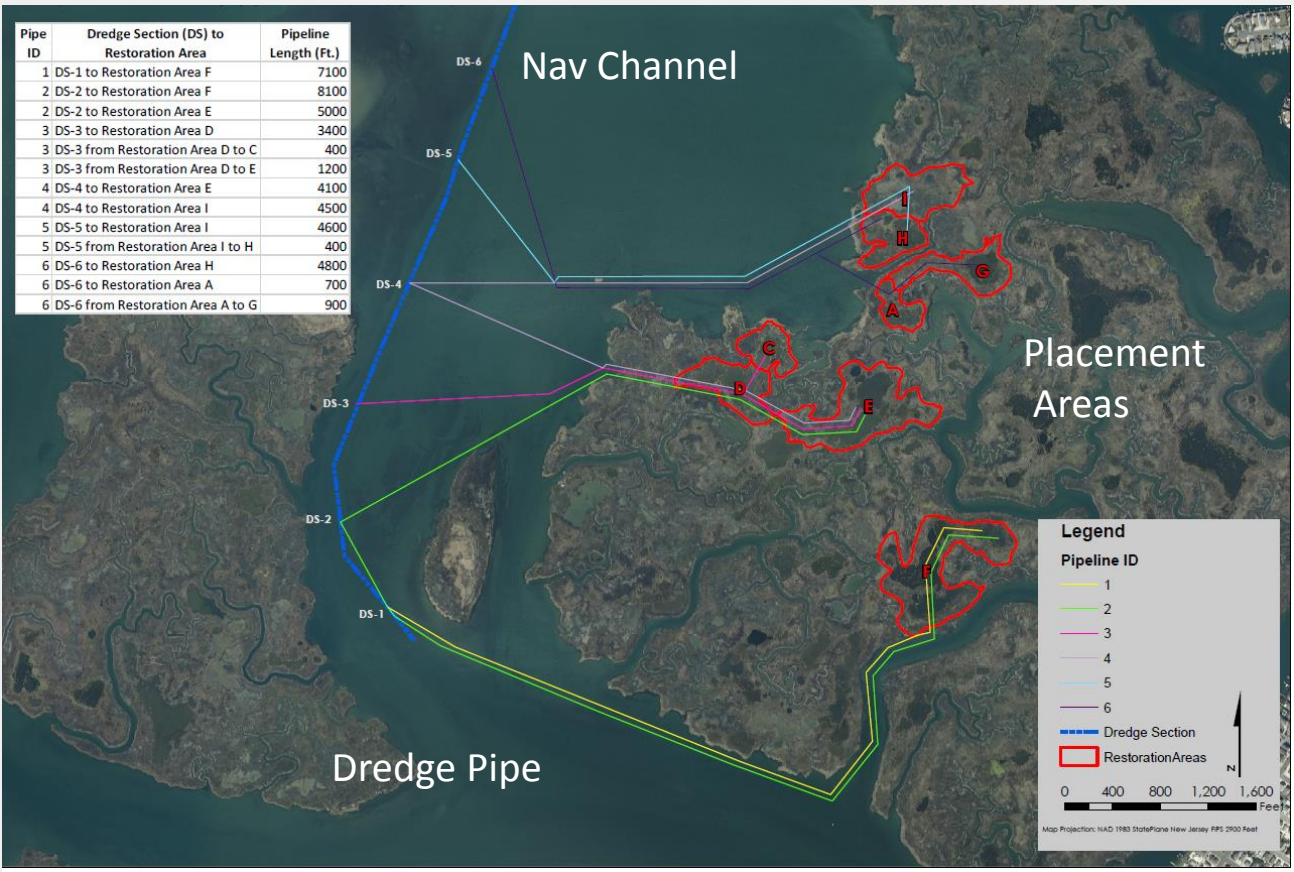 Pipe ID Dredge Section (DS) to Restoration Area Pipeline Length (Ft.)
1 DS-1 to Restoration Area F 7100
2 DS-2 to Restoration Area F 8100
2 DS-2 to Restoration Area E 5000
3 DS-3 to Restoration Area D 3400
3 DS-3 from Restoration Area D to C 400
3 DS-3 from Restoration Area D to E 1200
4 DS-4 to Restoration Area E 4100
4 DS-4 to Restoration Area I 4500
5 DS-5 to Restoration Area I 4600
5 DS-5 from Restoration Area I to H 400
6 DS-6 to Restoration Area H 4800
6 DS-6 to Restoration Area A 700
6 DS-6 from Restoration Area A to G 900
DS-6
Nav Channel
DS-5
I
H
G
DS-4
A
C
Placement
Areas
D
DS-3
E
DS-2
F
DS-1
Dredge Pipe
Legend
Pipeline ID
1
2
3
4
5
6
Dredge Section
RestorationAreas
N
0 400 800 1,200 1,600
Feet
Map Projection: NAD 1983 StatePlane New Jersey FIPS 2900 Feet